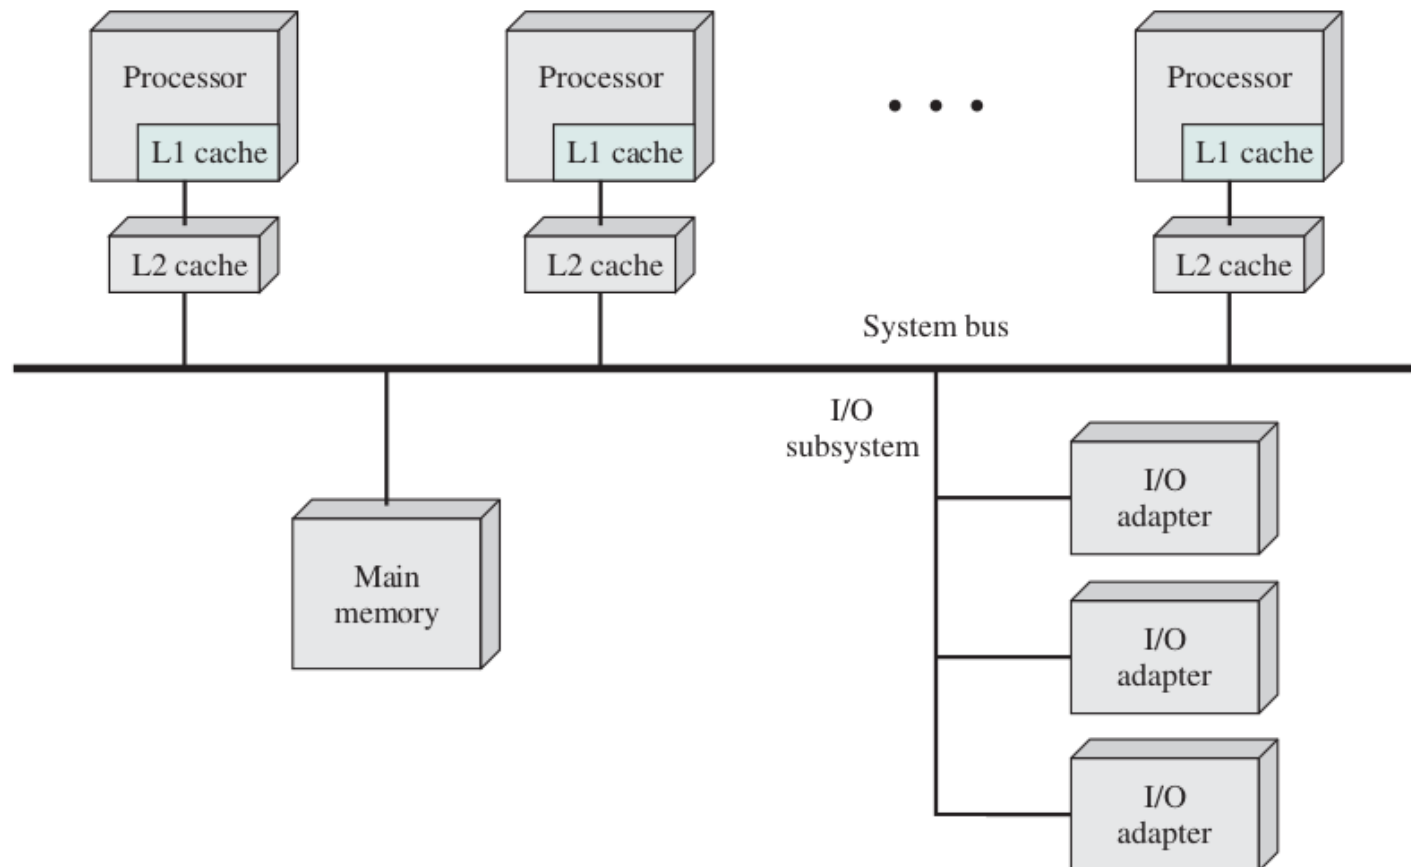 Processor
Processor
Processor
L1 cache
L1 cache
L1 cache
L2 cache
L2 cache
L2 cache
System bus
I/O
subsystem
I/O
adapter
Main
memory
I/O
adapter
I/O
adapter